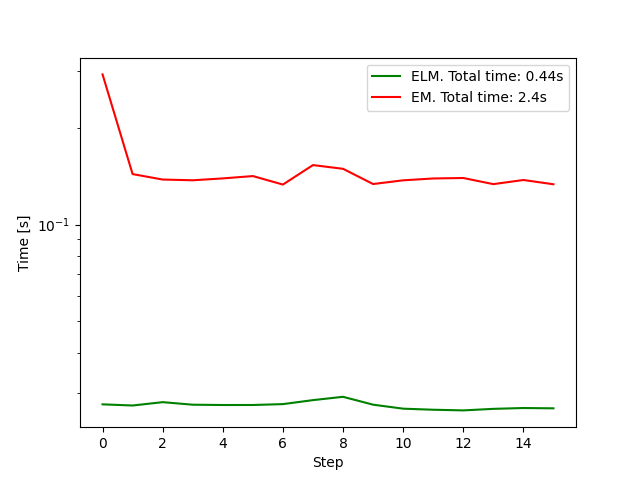 ELM. Total time: 0.44s
EM. Total time: 2.4s
Time [s]
10⁻¹
0 2 4 6 8 10 12 14
Step